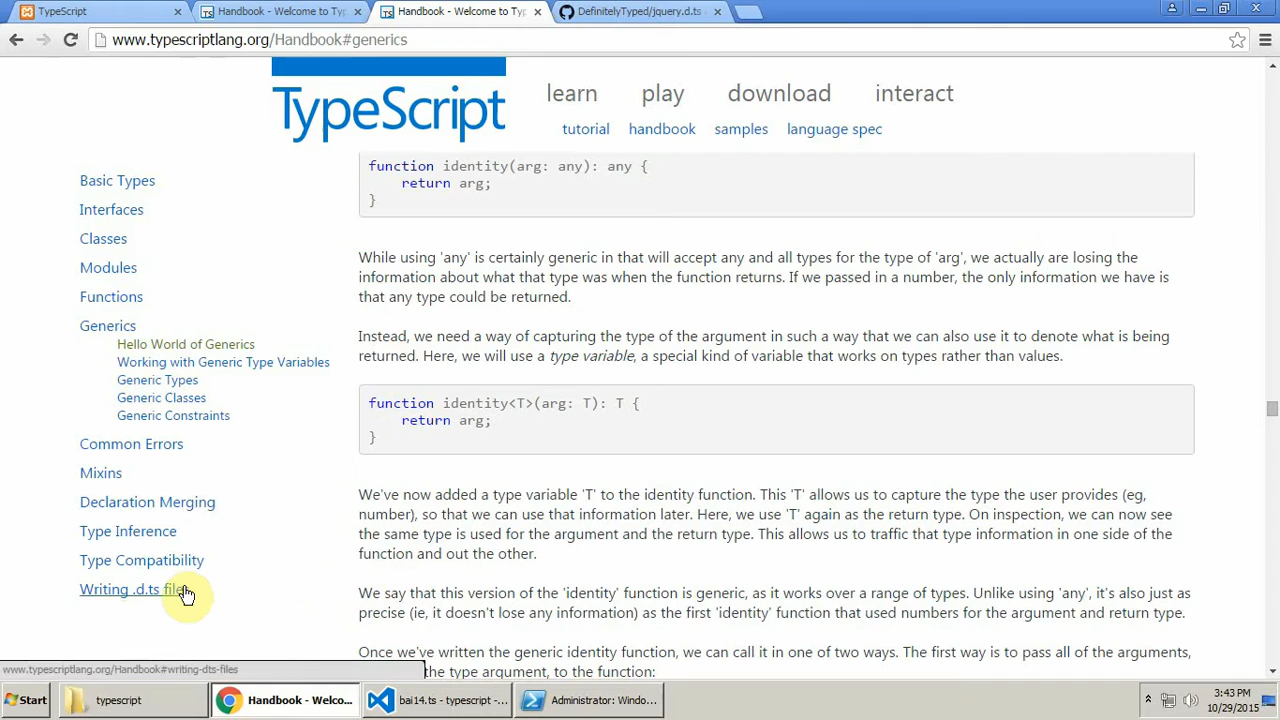 TypeScript
Handbook - Welcome to Typ
Handbook - Welcome to Typ
DefinitelyTyped/jquery.d.ts
www.typescriptlang.org/Handbook#generics
TypeScript
learn play download interact
tutorial handbook samples language spec
Basic Types
Interfaces
Classes
Modules
Functions
Generics
Hello World of Generics
Working with Generic Type Variables
Generic Types
Generic Classes
Generic Constraints
Common Errors
Mixins
Declaration Merging
Type Inference
Type Compatibility
Writing .d.ts files
function identity(arg: any): any {
return arg;
}
While using 'any' is certainly generic in that will accept any and all types for the type of 'arg', we actually are losing the
information about what that type was when the function returns. If we passed in a number, the only information we have is
that any type could be returned.
Instead, we need a way of capturing the type of the argument in such a way that we can also use it to denote what is being
returned. Here, we will use a type variable, a special kind of variable that works on types rather than values.
function identity<T>(arg: T): T {
return arg;
}
We've now added a type variable 'T' to the identity function. This 'T' allows us to capture the type the user provides (eg,
number), so that we can use that information later. Here, we use 'T' again as the return type. On inspection, we can now see
the same type is used for the argument and the return type. This allows us to traffic that type information in one side of the
function and out the other.
We say that this version of the 'identity' function is generic, as it works over a range of types. Unlike using 'any', it's also just as
precise (ie, it doesn't lose any information) as the first 'identity' function that used numbers for the argument and return type.
Once we've written the generic identity function, we can call it in one of two ways. The first way is to pass all of the arguments,
the type argument, to the function:
www.typescriptlang.org/Handbook#writing-dts-files
Start
typescript
Handbook - Welco...
bai14.ts - typescript -...
Administrator: Windo...
3:43 PM
10/29/2015